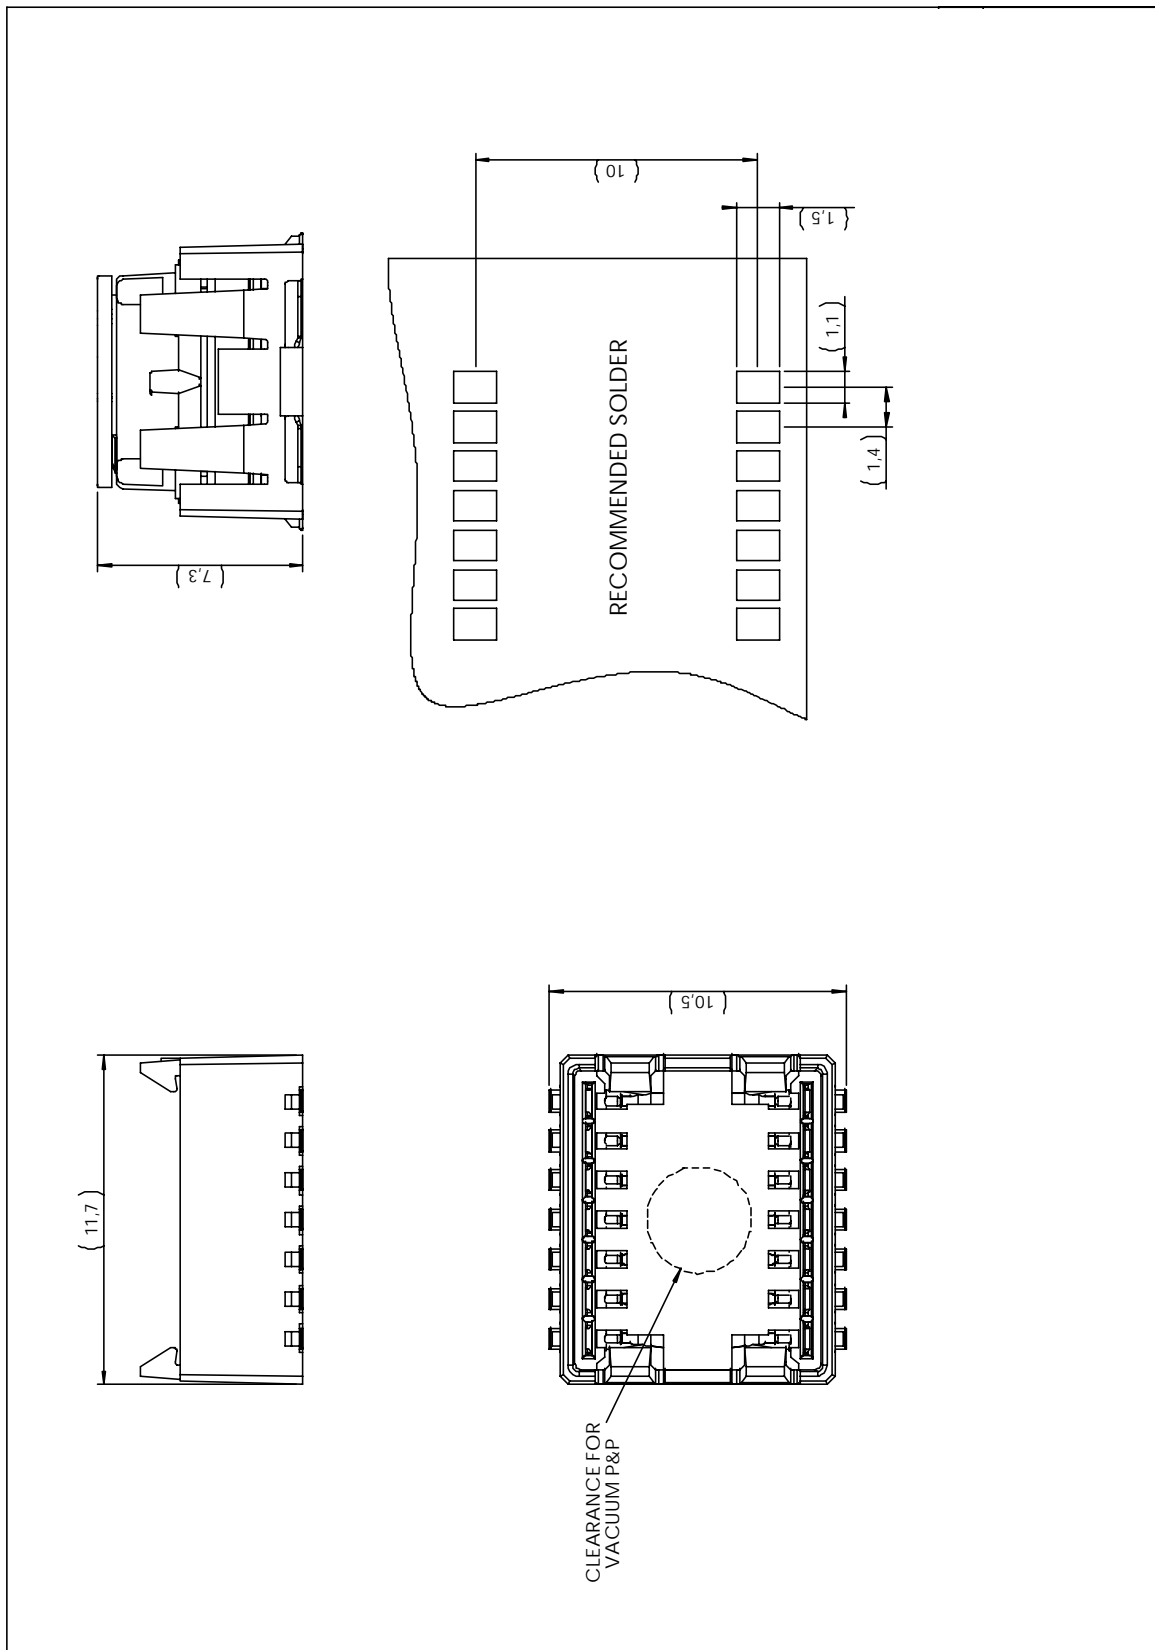 ( 11,7 )
( 7,3 )
CLEARANCE FOR
VACUUM P&P
( 10,5 )
RECOMMENDED SOLDER
( 10 )
( 1,5 )
( 1,1 )
( 1,4 )